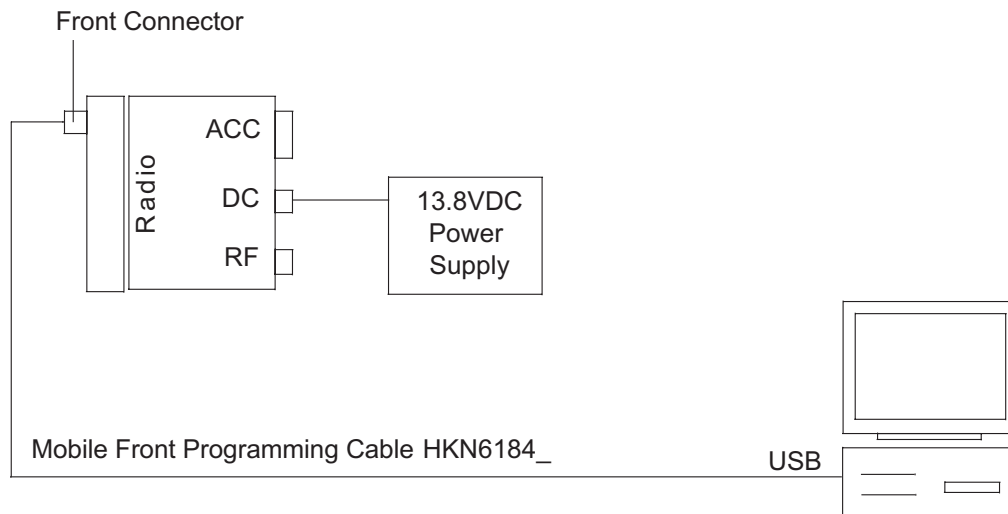 Front Connector
Radio
ACC
DC
RF
13.8VDC
Power
Supply
Mobile Front Programming Cable HKN6184_
USB